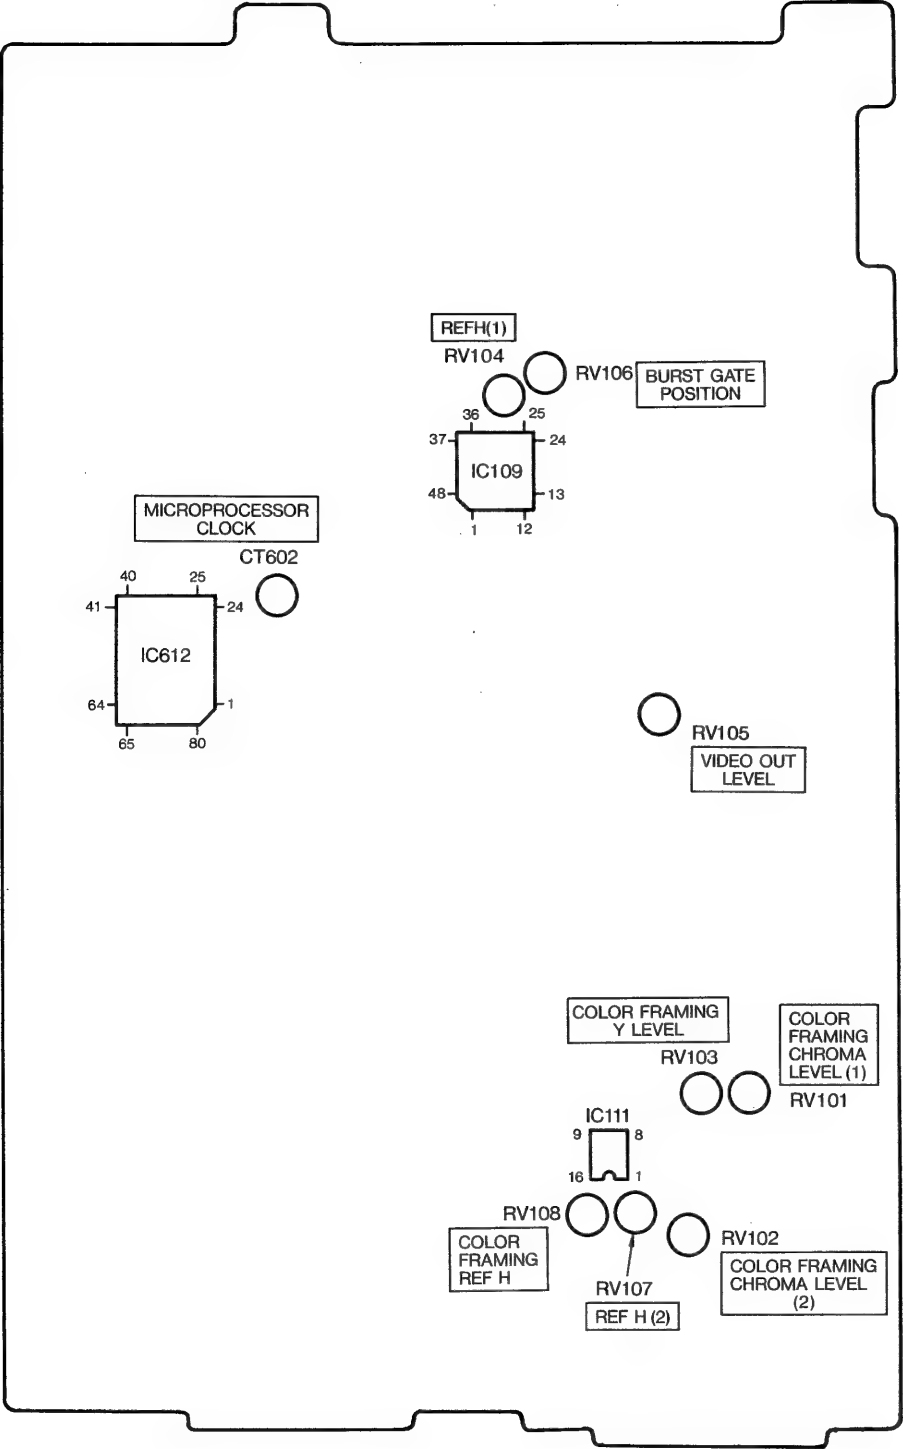 REFH(1)
RV104
RV106
BURST GATE
POSITION
36
25
37
24
IC109
48
13
1
12
MICROPROCESSOR
CLOCK
CT602
40
25
41
24
IC612
64
1
65
80
RV105
VIDEO OUT
LEVEL
COLOR FRAMING
Y LEVEL
RV103
COLOR
FRAMING
CHROMA
LEVEL (1)
RV101
IC111
9
8
16
1
RV108
COLOR
FRAMING
REF H
RV107
REF H (2)
RV102
COLOR FRAMING
CHROMA LEVEL
(2)